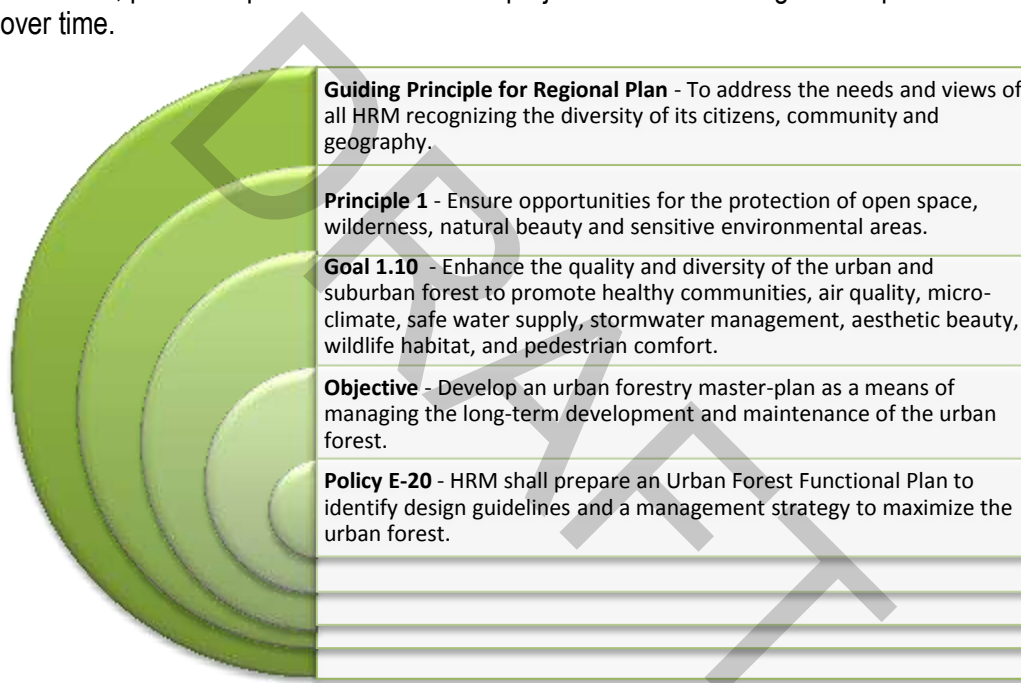 over time.
Guiding Principle for Regional Plan - To address the needs and views of
all HRM recognizing the diversity of its citizens, community and
geography.
Principle 1 - Ensure opportunities for the protection of open space,
wilderness, natural beauty and sensitive environmental areas.
Goal 1.10 - Enhance the quality and diversity of the urban and
suburban forest to promote healthy communities, air quality, micro-
climate, safe water supply, stormwater management, aesthetic beauty,
wildlife habitat, and pedestrian comfort.
Objective - Develop an urban forestry master-plan as a means of
managing the long-term development and maintenance of the urban
forest.
Policy E-20 - HRM shall prepare an Urban Forest Functional Plan to
identify design guidelines and a management strategy to maximize the
urban forest.
DRAFT